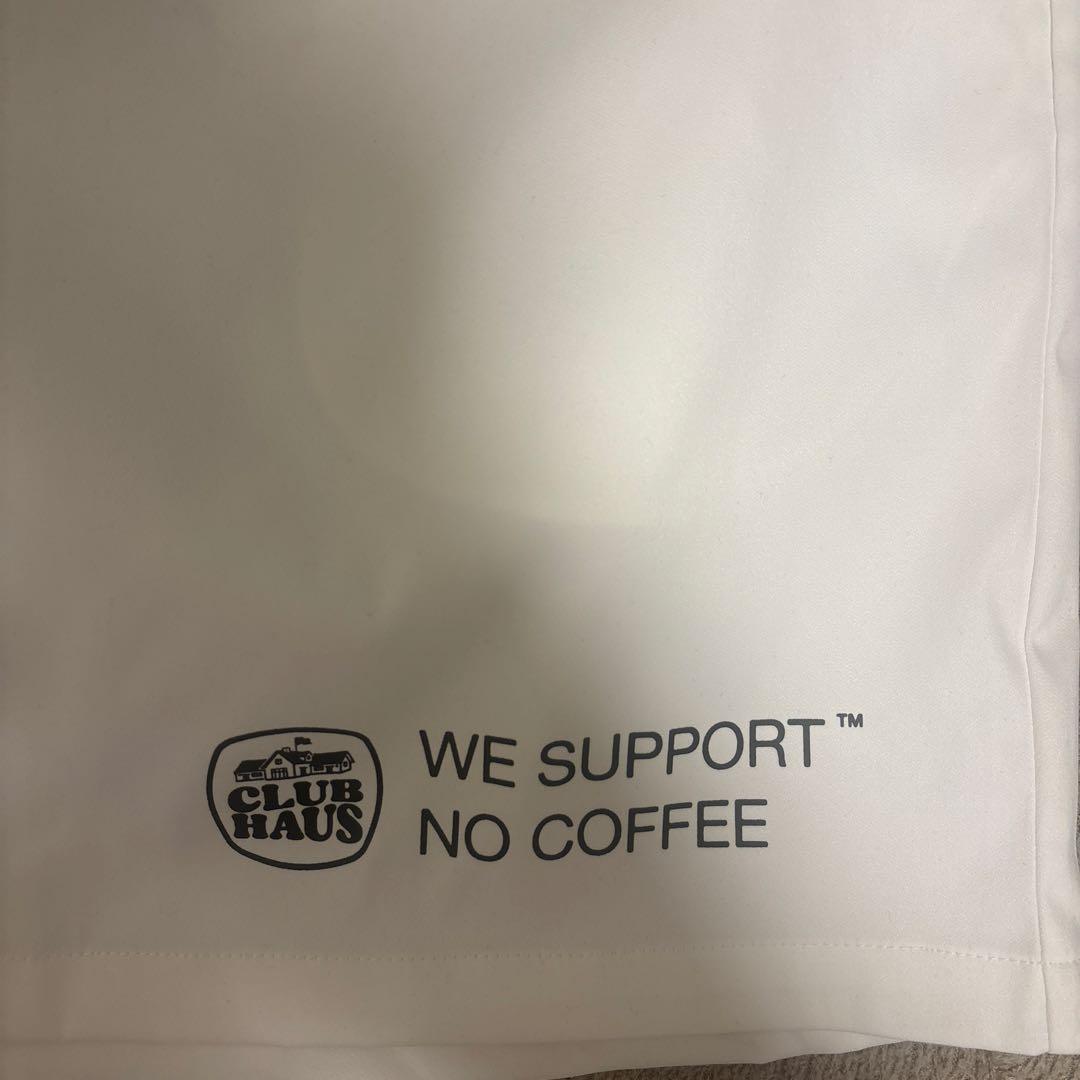 CLUB
HAUS
WE SUPPORT™
NO COFFEE